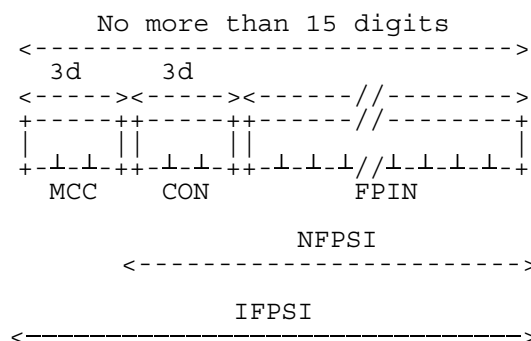 No more than 15 digits
3d 3d
MCC CON FPIN
NFPSI
IFPSI